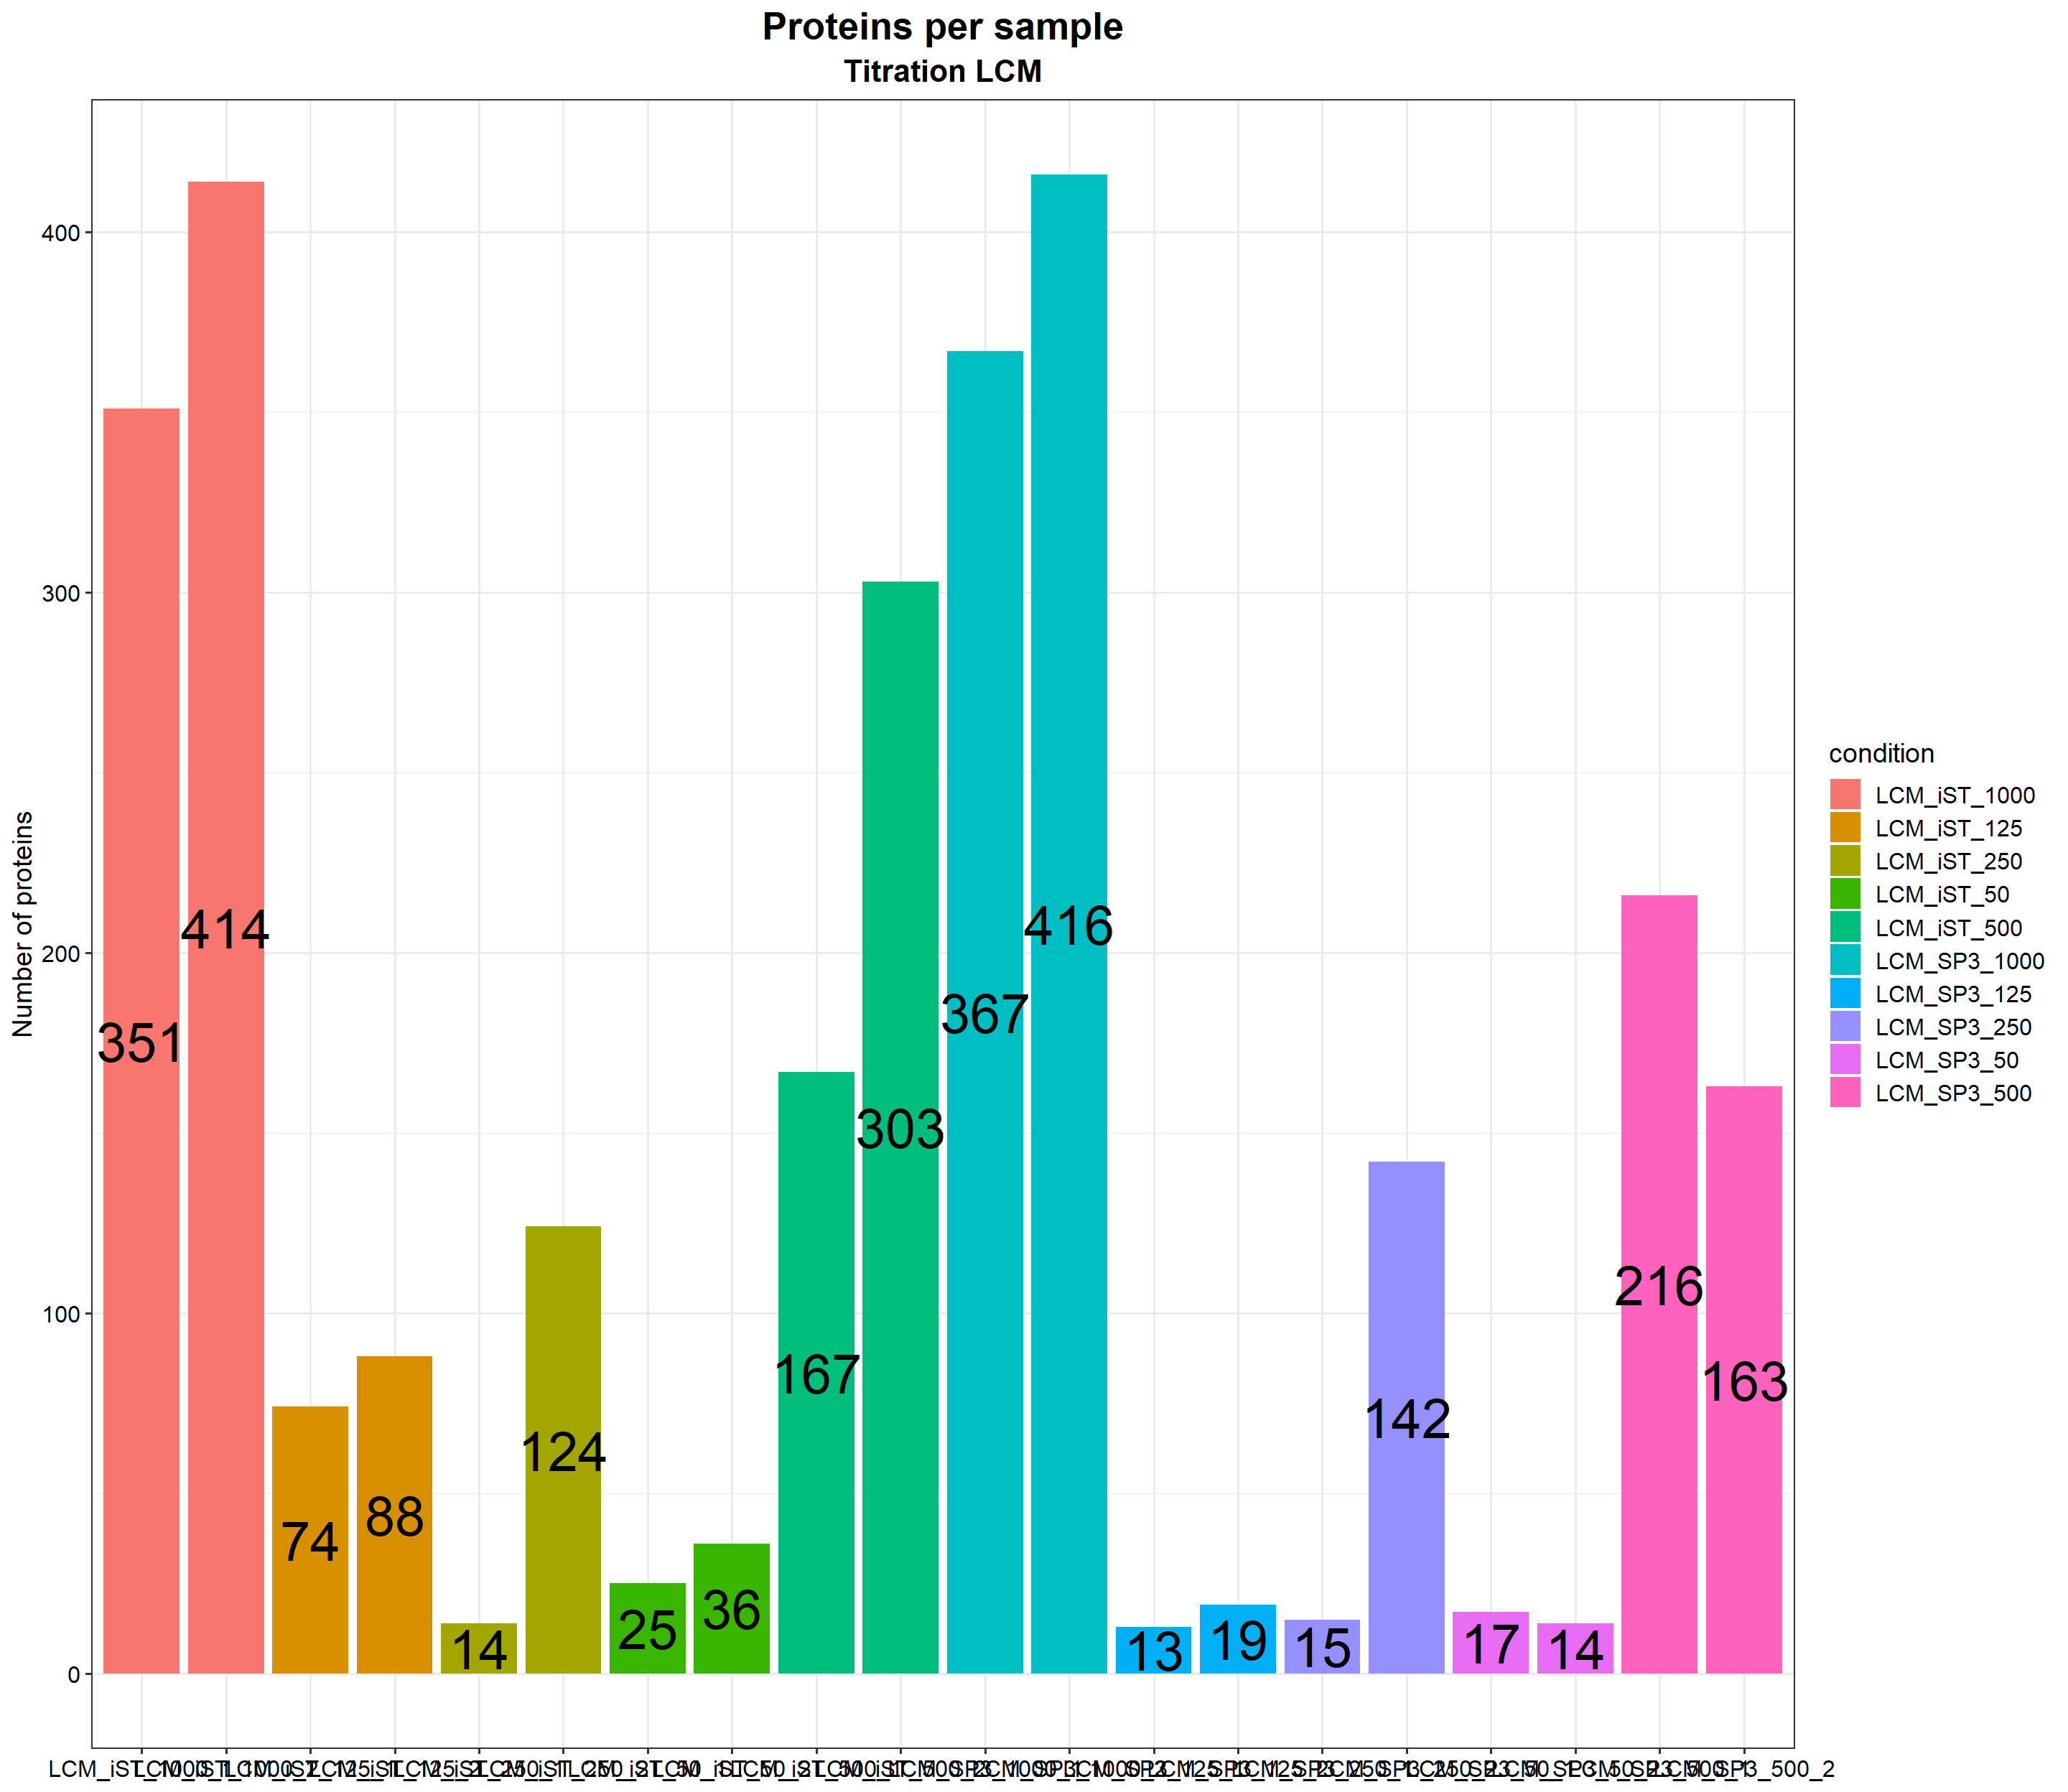 Proteins per sample
Titration LCM
Number of proteins
400
300
200
100
0
351
414
74
88
14
124
25
36
167
303
367
416
13
19
15
142
17
14
216
163
condition
LCM_iST_1000
LCM_iST_125
LCM_iST_250
LCM_iST_50
LCM_iST_500
LCM_SP3_1000
LCM_SP3_125
LCM_SP3_250
LCM_SP3_50
LCM_SP3_500